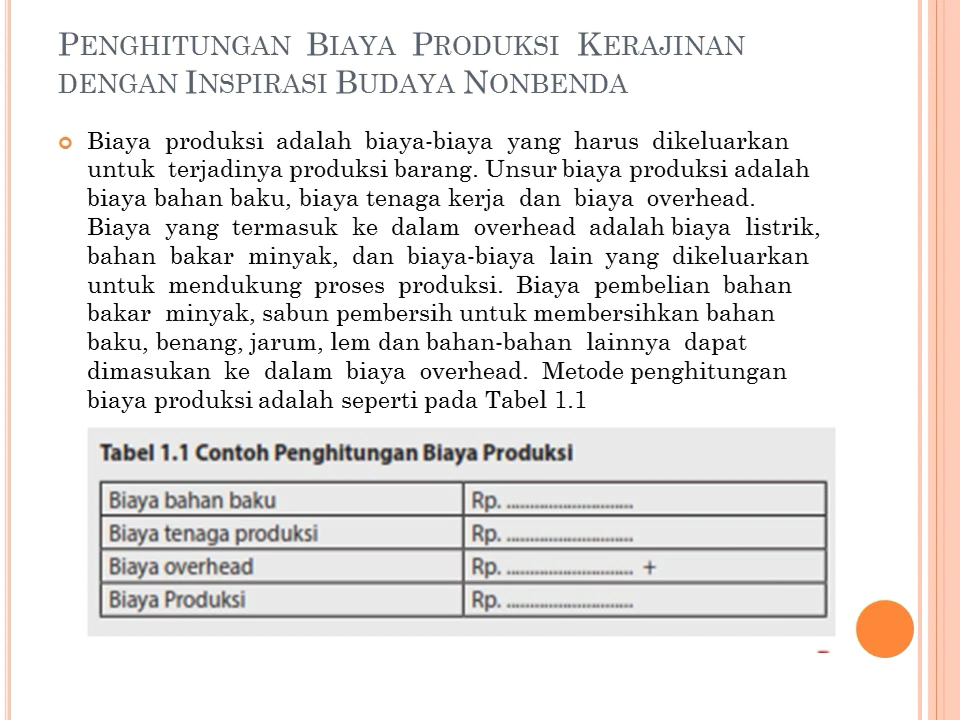 PENGHITUNGAN BIAYA PRODUKSI KERAJINAN
DENGAN INSPIRASI BUDAYA NONBENDA
Biaya produksi adalah biaya-biaya yang harus dikeluarkan
untuk terjadinya produksi barang. Unsur biaya produksi adalah
biaya bahan baku, biaya tenaga kerja dan biaya overhead.
Biaya yang termasuk ke dalam overhead adalah biaya listrik,
bahan bakar minyak, dan biaya-biaya lain yang dikeluarkan
untuk mendukung proses produksi. Biaya pembelian bahan
bakar minyak, sabun pembersih untuk membersihkan bahan
baku, benang, jarum, lem dan bahan-bahan lainnya dapat
dimasukan ke dalam biaya overhead. Metode penghitungan
biaya produksi adalah seperti pada Tabel 1.1
Tabel 1.1 Contoh Penghitungan Biaya Produksi
Biaya bahan baku Rp. ............................
Biaya tenaga produksi Rp. ............................
Biaya overhead Rp. ............................ +
Biaya Produksi Rp. ............................